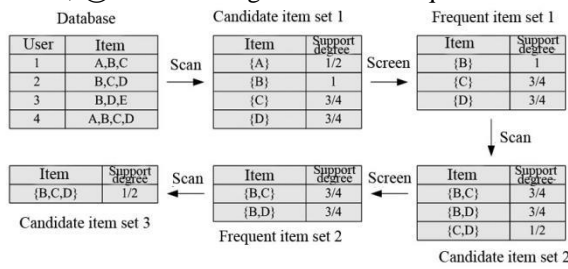 Database
User Item
1 A,B,C
2 B,C,D
3 B,D,E
4 A,B,C,D
Scan
Candidate item set 1
Item Support degree
{A} 1/2
{B} 1
{C} 3/4
{D} 3/4
Screen
Frequent item set 1
Item Support degree
{B} 1
{C} 3/4
{D} 3/4
Scan
Item Support degree
{B,C,D} 1/2
Candidate item set 3
Scan
Item Support degree
{B,C} 3/4
{B,D} 3/4
Frequent item set 2
Screen
Item Support degree
{B,C} 3/4
{B,D} 3/4
{C,D} 1/2
Candidate item set 2